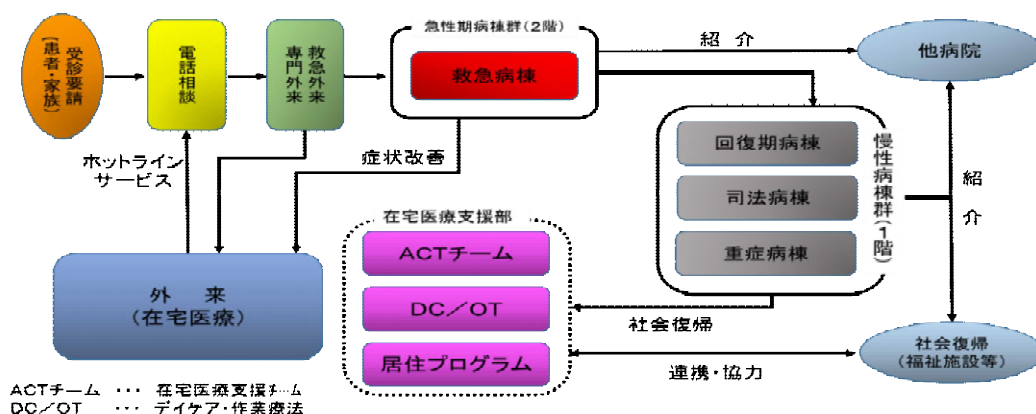 受診要請
(患者・家族)
電話相談
救急外来
専門外来
急性期病棟群(2階)
救急病棟
紹 介
他病院
ホットライン
サービス
症状改善
回復期病棟
司法病棟
重症病棟
慢性病棟群(1階)
紹 介
在宅医療支援部
ACTチーム
DC/OT
居住プログラム
外 来
(在宅医療)
社会復帰
連携・協力
社会復帰
(福祉施設等)
ACTチーム ・・・ 在宅医療支援チーム
DC/OT ・・・ デイケア・作業療法